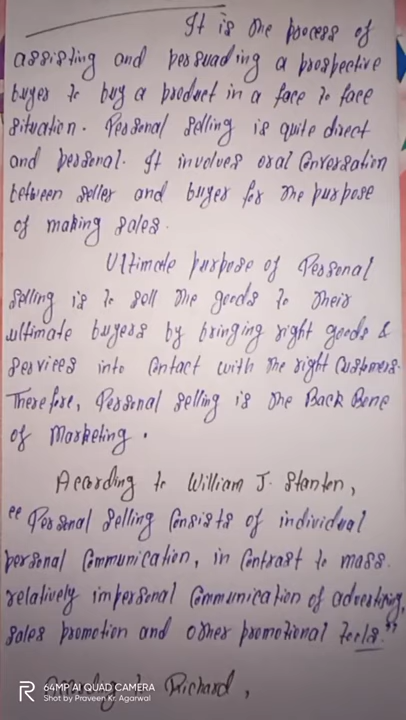 It is the process of
assisting and persuading a prospective
buyer to buy a product in a face to face
situation. Personal selling is quite direct
and personal. It involves oral Conversation
between seller and buyer for the purpose
of making sales.
Ultimate purpose of Personal
selling is to sell the goods to their
ultimate buyers by bringing right goods &
services into Contact with the right Customers.
Therefore, Personal selling is the Back Bone
of Marketing.
According to William J. Stanton,
"Personal Selling Consists of individual
personal Communication, in Contrast to mass
relatively impersonal Communication of advertising,
sales promotion and other promotional tools"
According to Richard,
64MP AI QUAD CAMERA
Shot by Praveen Kr. Agarwal